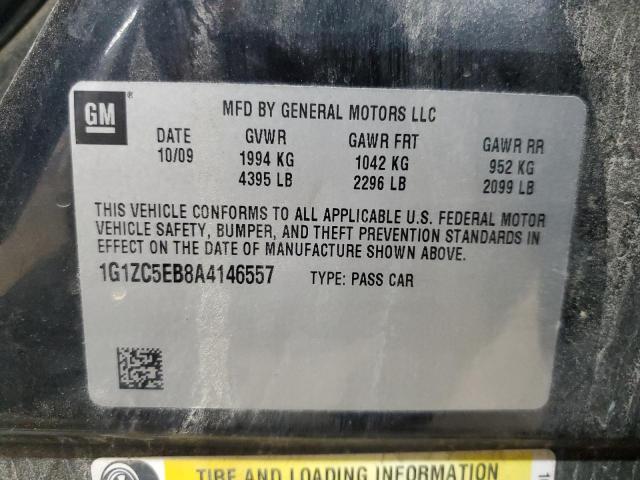 GM
MFD BY GENERAL MOTORS LLC
DATE GVWR GAWR FRT GAWR RR
10/09 1994 KG 1042 KG 952 KG
4395 LB 2296 LB 2099 LB
THIS VEHICLE CONFORMS TO ALL APPLICABLE U.S. FEDERAL MOTOR
VEHICLE SAFETY, BUMPER, AND THEFT PREVENTION STANDARDS IN
EFFECT ON THE DATE OF MANUFACTURE SHOWN ABOVE.
1G1ZC5EB8A4146557 TYPE: PASS CAR
TIRE AND LOADING INFORMATION